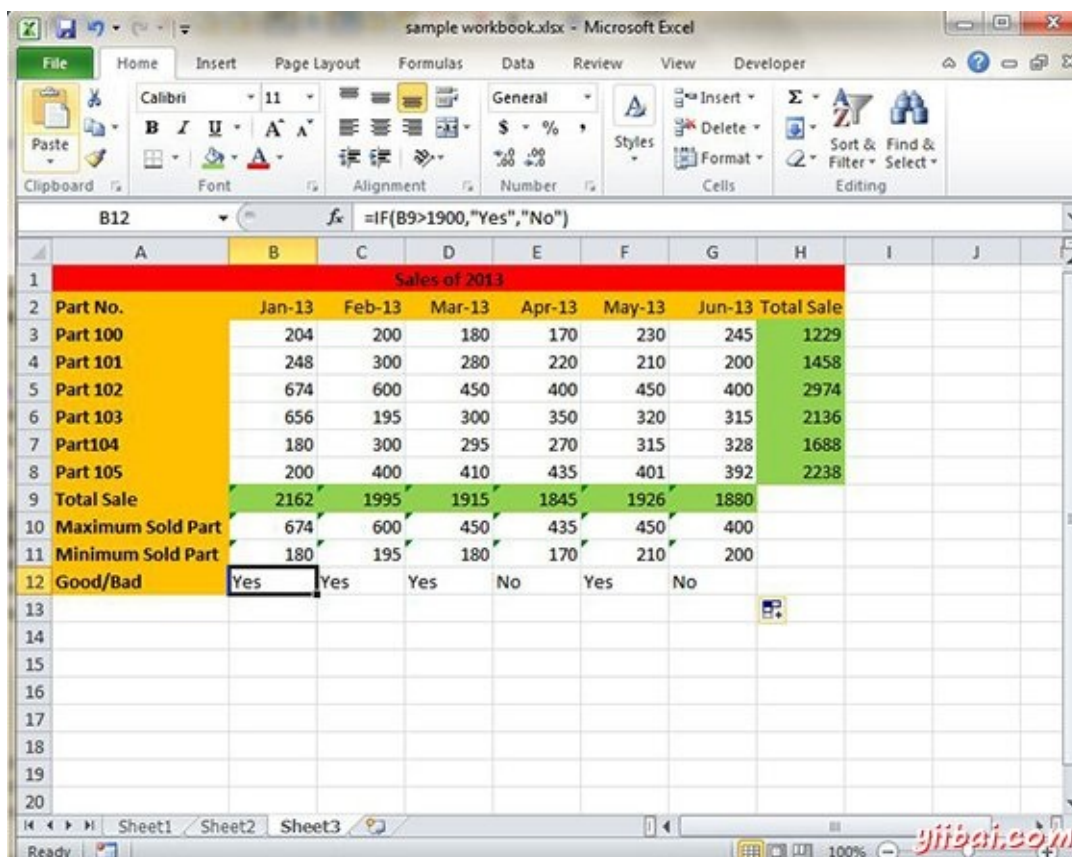 sample workbook.xlsx - Microsoft Excel
File Home Insert Page Layout Formulas Data Review View Developer
Paste
Calibri 11
B I U A A A
General
$ % ,
.0 .00
.00 .0
A
Styles
Insert
Delete
Format
Σ
Sort & Filter
Find & Select
Clipboard Font Alignment Number Cells Editing
B12 fx =IF(B9>1900,"Yes","No")
A B C D E F G H I J
1 Sales of 2013
2 Part No. Jan-13 Feb-13 Mar-13 Apr-13 May-13 Jun-13 Total Sale
3 Part 100 204 200 180 170 230 245 1229
4 Part 101 248 300 280 220 210 200 1458
5 Part 102 674 600 450 400 450 400 2974
6 Part 103 656 195 300 350 320 315 2136
7 Part104 180 300 295 270 315 328 1688
8 Part 105 200 400 410 435 401 392 2238
9 Total Sale 2162 1995 1915 1845 1926 1880
10 Maximum Sold Part 674 600 450 435 450 400
11 Minimum Sold Part 180 195 180 170 210 200
12 Good/Bad Yes Yes Yes No Yes No
13
14
15
16
17
18
19
20
Sheet1 Sheet2 Sheet3
Ready 100%
yiibai.com